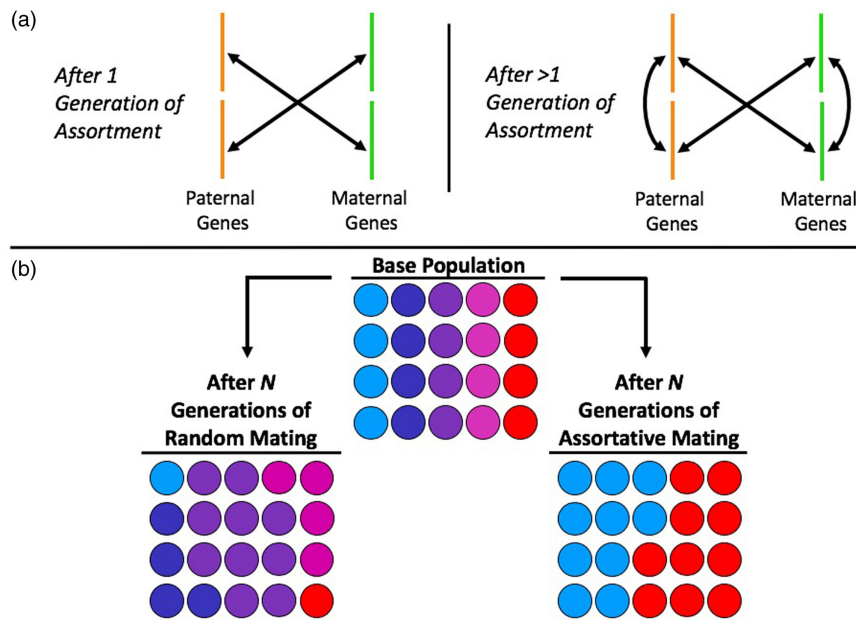 (a)
After 1
Generation of
Assortment
Paternal
Genes
Maternal
Genes
After >1
Generation of
Assortment
Paternal
Genes
Maternal
Genes
(b)
Base Population
After N
Generations of
Random Mating
After N
Generations of
Assortative Mating